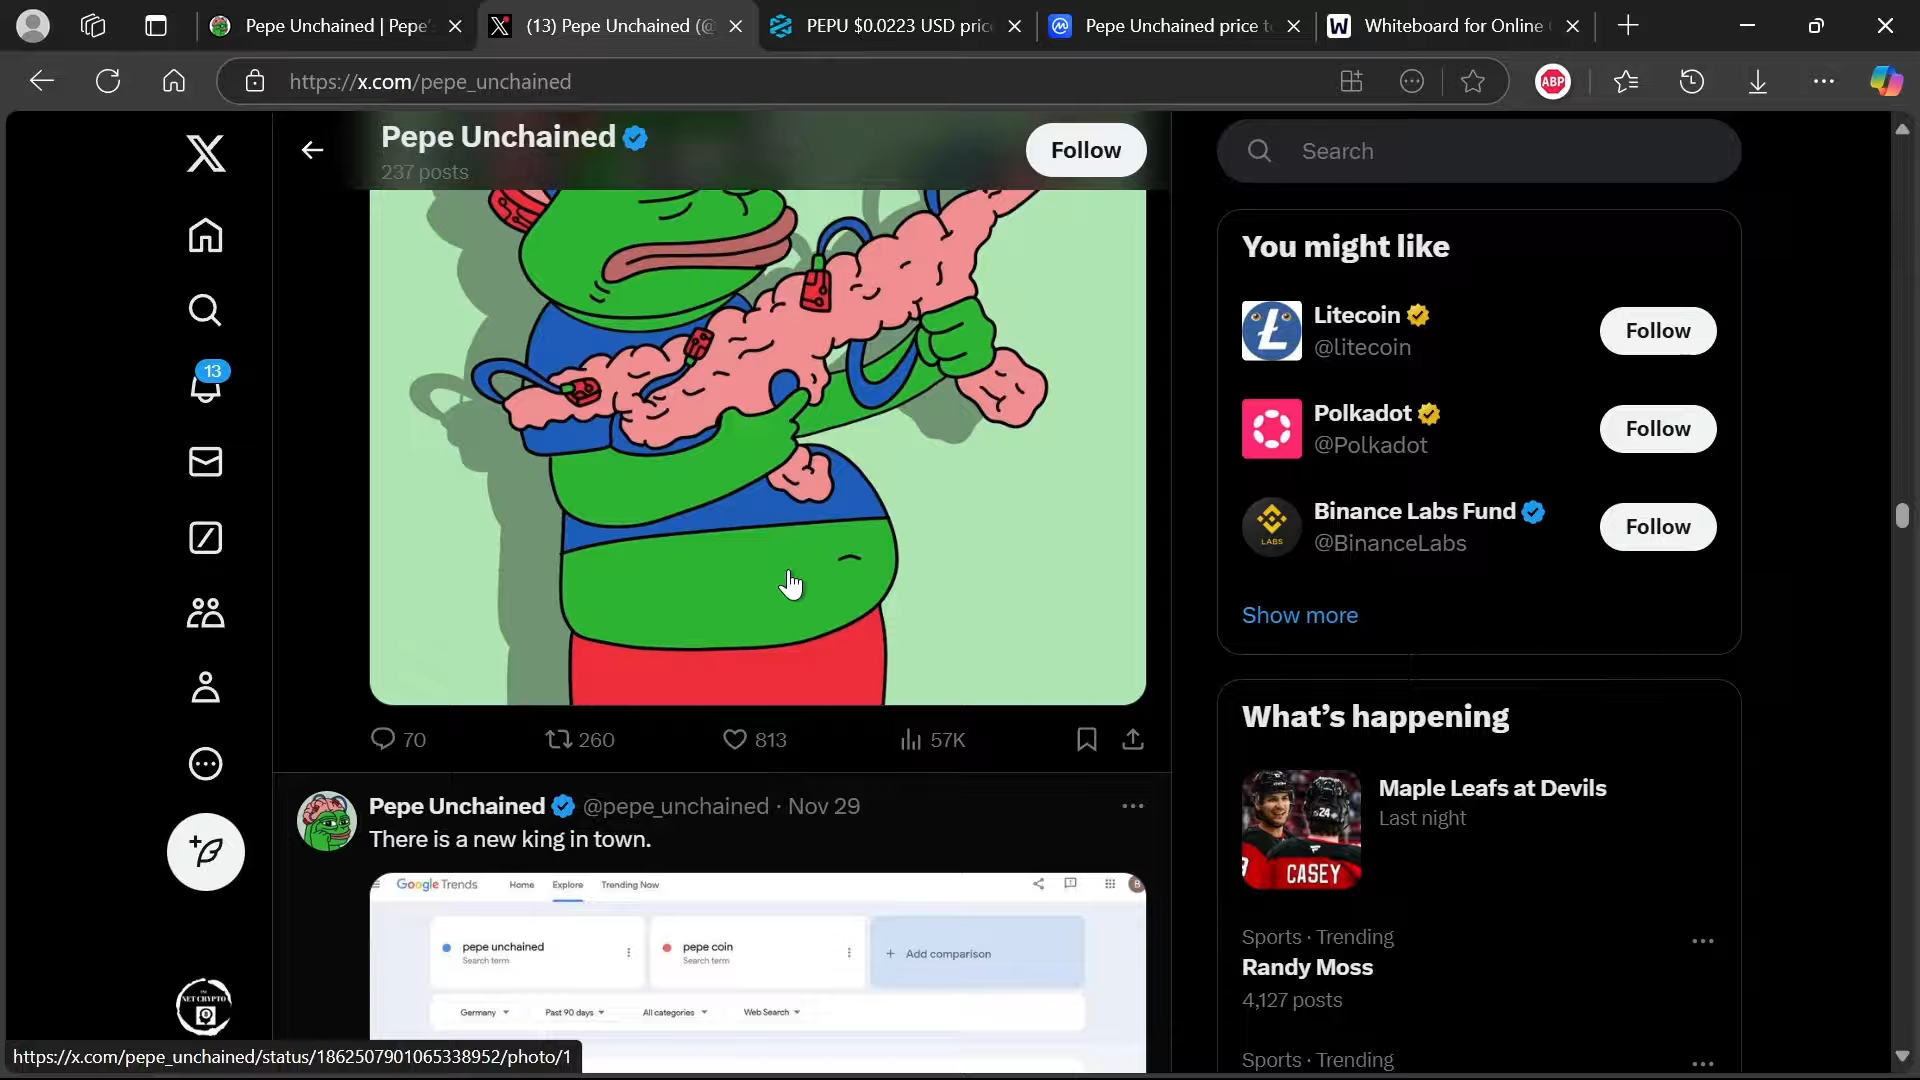 Pepe Unchained | Pepe'
(13) Pepe Unchained (@
PEPU $0.0223 USD pric
Pepe Unchained price t
Whiteboard for Online
https://x.com/pepe_unchained
ABP
Pepe Unchained
237 posts
Follow
Search
You might like
Litecoin
@litecoin
Follow
Polkadot
@Polkadot
Follow
LABS
Binance Labs Fund
@BinanceLabs
Follow
Show more
13
70
260
813
57K
What's happening
Maple Leafs at Devils
Last night
24
CASEY
Pepe Unchained @pepe_unchained · Nov 29
There is a new king in town.
Google Trends
Home
Explore
Trending Now
B
pepe unchained
Search term
pepe coin
Search term
+ Add comparison
Germany
Past 90 days
All categories
Web Search
Sports · Trending
Randy Moss
4,127 posts
Sports · Trending
NET CRYPTO
https://x.com/pepe_unchained/status/1862507901065338952/photo/1